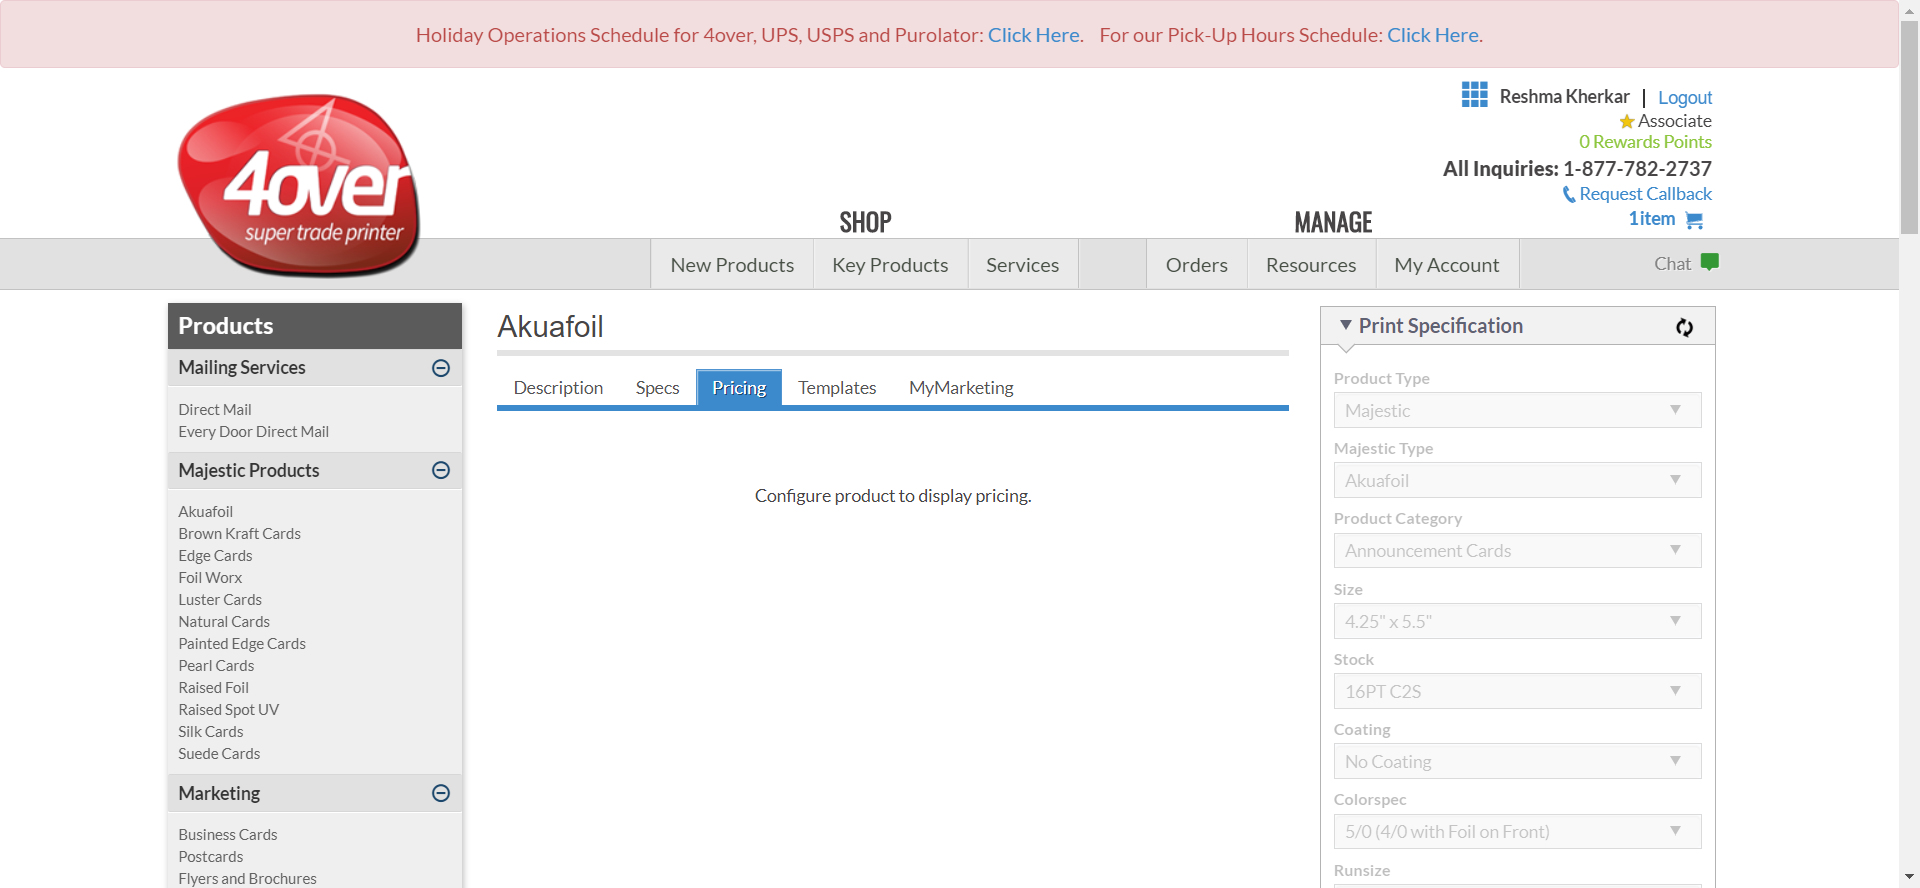 Holiday Operations Schedule for 4over, UPS, USPS and Purolator: Click Here. For our Pick-Up Hours Schedule: Click Here.
Reshma Kherkar | Logout
Associate
0 Rewards Points
All Inquiries: 1-877-782-2737
Request Callback
1item
4over
super trade printer
SHOP
MANAGE
New Products
Key Products
Services
Orders
Resources
My Account
Chat
Products
Mailing Services
Direct Mail
Every Door Direct Mail
Majestic Products
Akuafoil
Brown Kraft Cards
Edge Cards
Foil Worx
Luster Cards
Natural Cards
Painted Edge Cards
Pearl Cards
Raised Foil
Raised Spot UV
Silk Cards
Suede Cards
Marketing
Business Cards
Postcards
Flyers and Brochures
Akuafoil
Description
Specs
Pricing
Templates
MyMarketing
Configure product to display pricing.
Print Specification
Product Type
Majestic
Majestic Type
Akuafoil
Product Category
Announcement Cards
Size
4.25" x 5.5"
Stock
16PT C2S
Coating
No Coating
Colorspec
5/0 (4/0 with Foil on Front)
Runsize